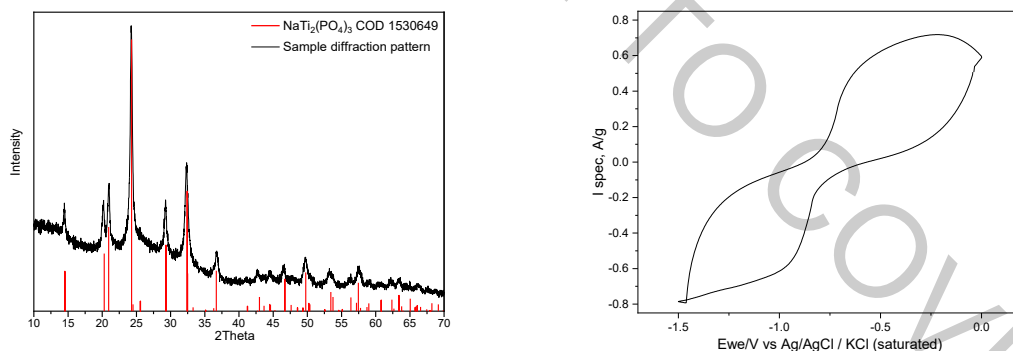 NaTi₂(PO₄)₃ COD 1530649
Sample diffraction pattern
Intensity
10 15 20 25 30 35 40 45 50 55 60 65 70
2Theta
0.8
0.6
0.4
0.2
0.0
-0.2
-0.4
-0.6
-0.8
I spec, A/g
-1.5 -1.0 -0.5 0.0
Ewe/V vs Ag/AgCl / KCl (saturated)
TO COV